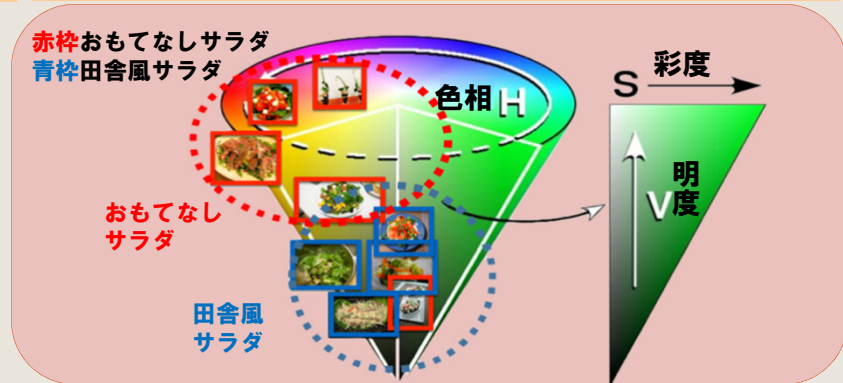 赤枠おもてなしサラダ
青枠田舎風サラダ
色相 H
S 彩度
V 明度
おもてなし
サラダ
田舎風
サラダ